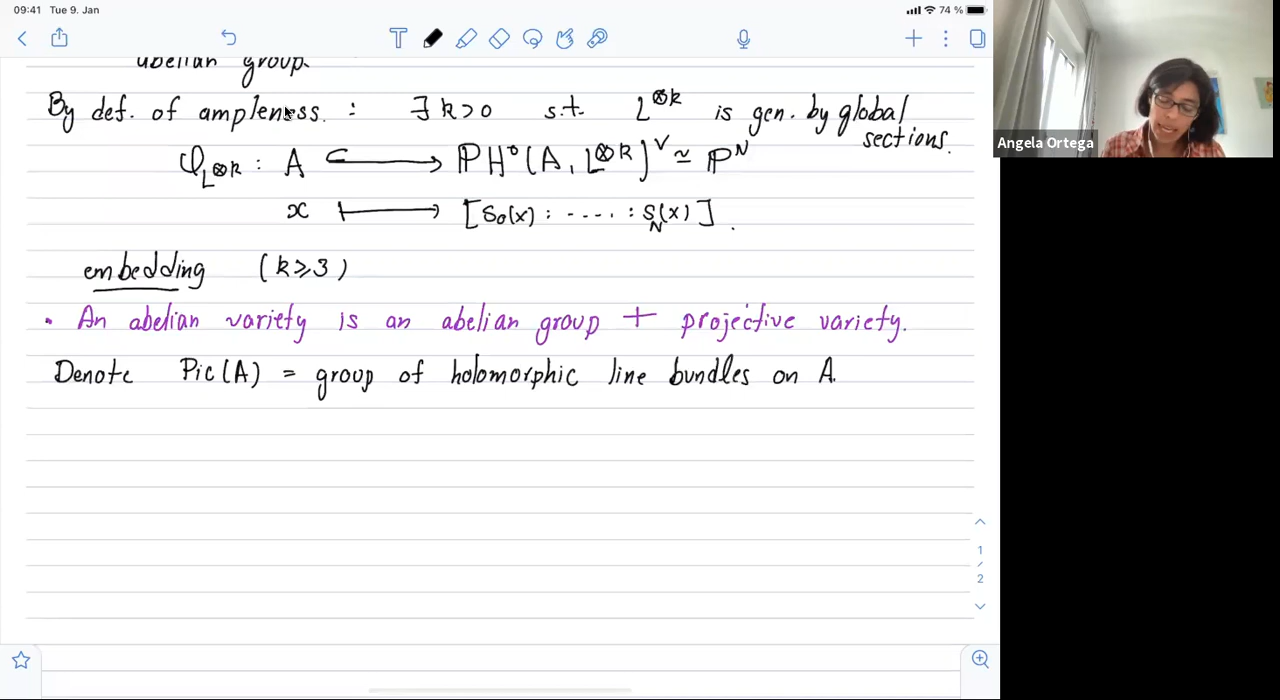 09:41 Tue 9. Jan
74 %
abelian group.
By def. of ampleness : ∃ k>0 s.t. L^{⊗k} is gen. by global sections.
φ_{L^{⊗k}} : A ↪ ℙH⁰(A, L^{⊗k})^∨ ≃ ℙ^N
x ⟼ [s₀(x) : ----- : s_N(x)].
embedding (k≥3)
• An abelian variety is an abelian group + projective variety.
Denote Pic(A) = group of holomorphic line bundles on A.
1
/
2
Angela Ortega